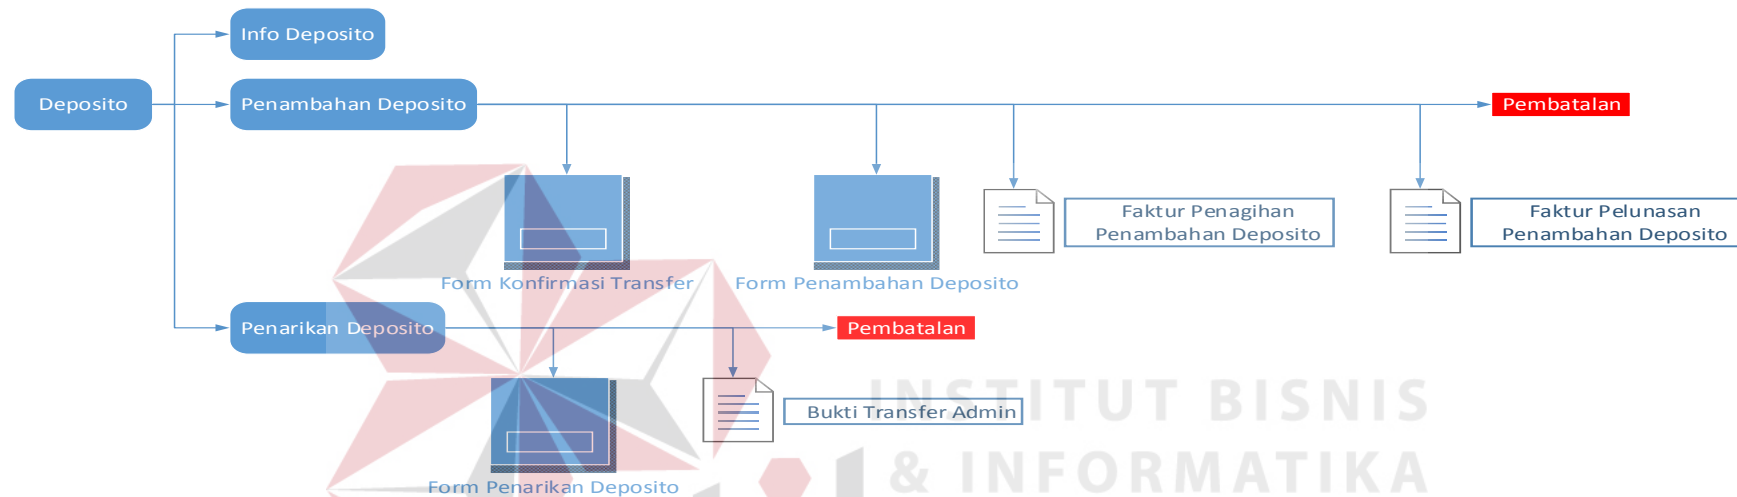 Info Deposito
Deposito
Penambahan Deposito
Pembatalan
Faktur Penagihan
Penambahan Deposito
Faktur Pelunasan
Penambahan Deposito
Form Konfirmasi Transfer
Form Penambahan Deposito
Penarikan Deposito
Pembatalan
Bukti Transfer Admin
Form Penarikan Deposito
INSTITUT BISNIS
& INFORMATIKA